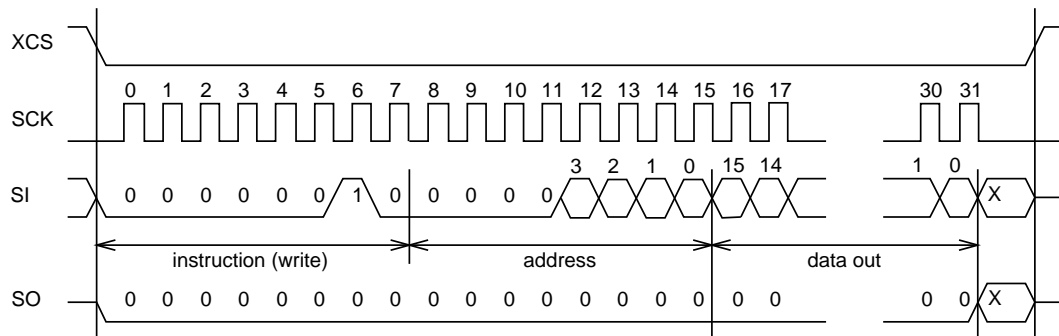 XCS
0 1 2 3 4 5 6 7 8 9 10 11 12 13 14 15 16 17 30 31
SCK
3 2 1 0 15 14 1 0
SI 0 0 0 0 0 0 1 0 0 0 0 0 X
instruction (write) address data out
SO 0 0 0 0 0 0 0 0 0 0 0 0 0 0 0 0 0 0 0 0 X